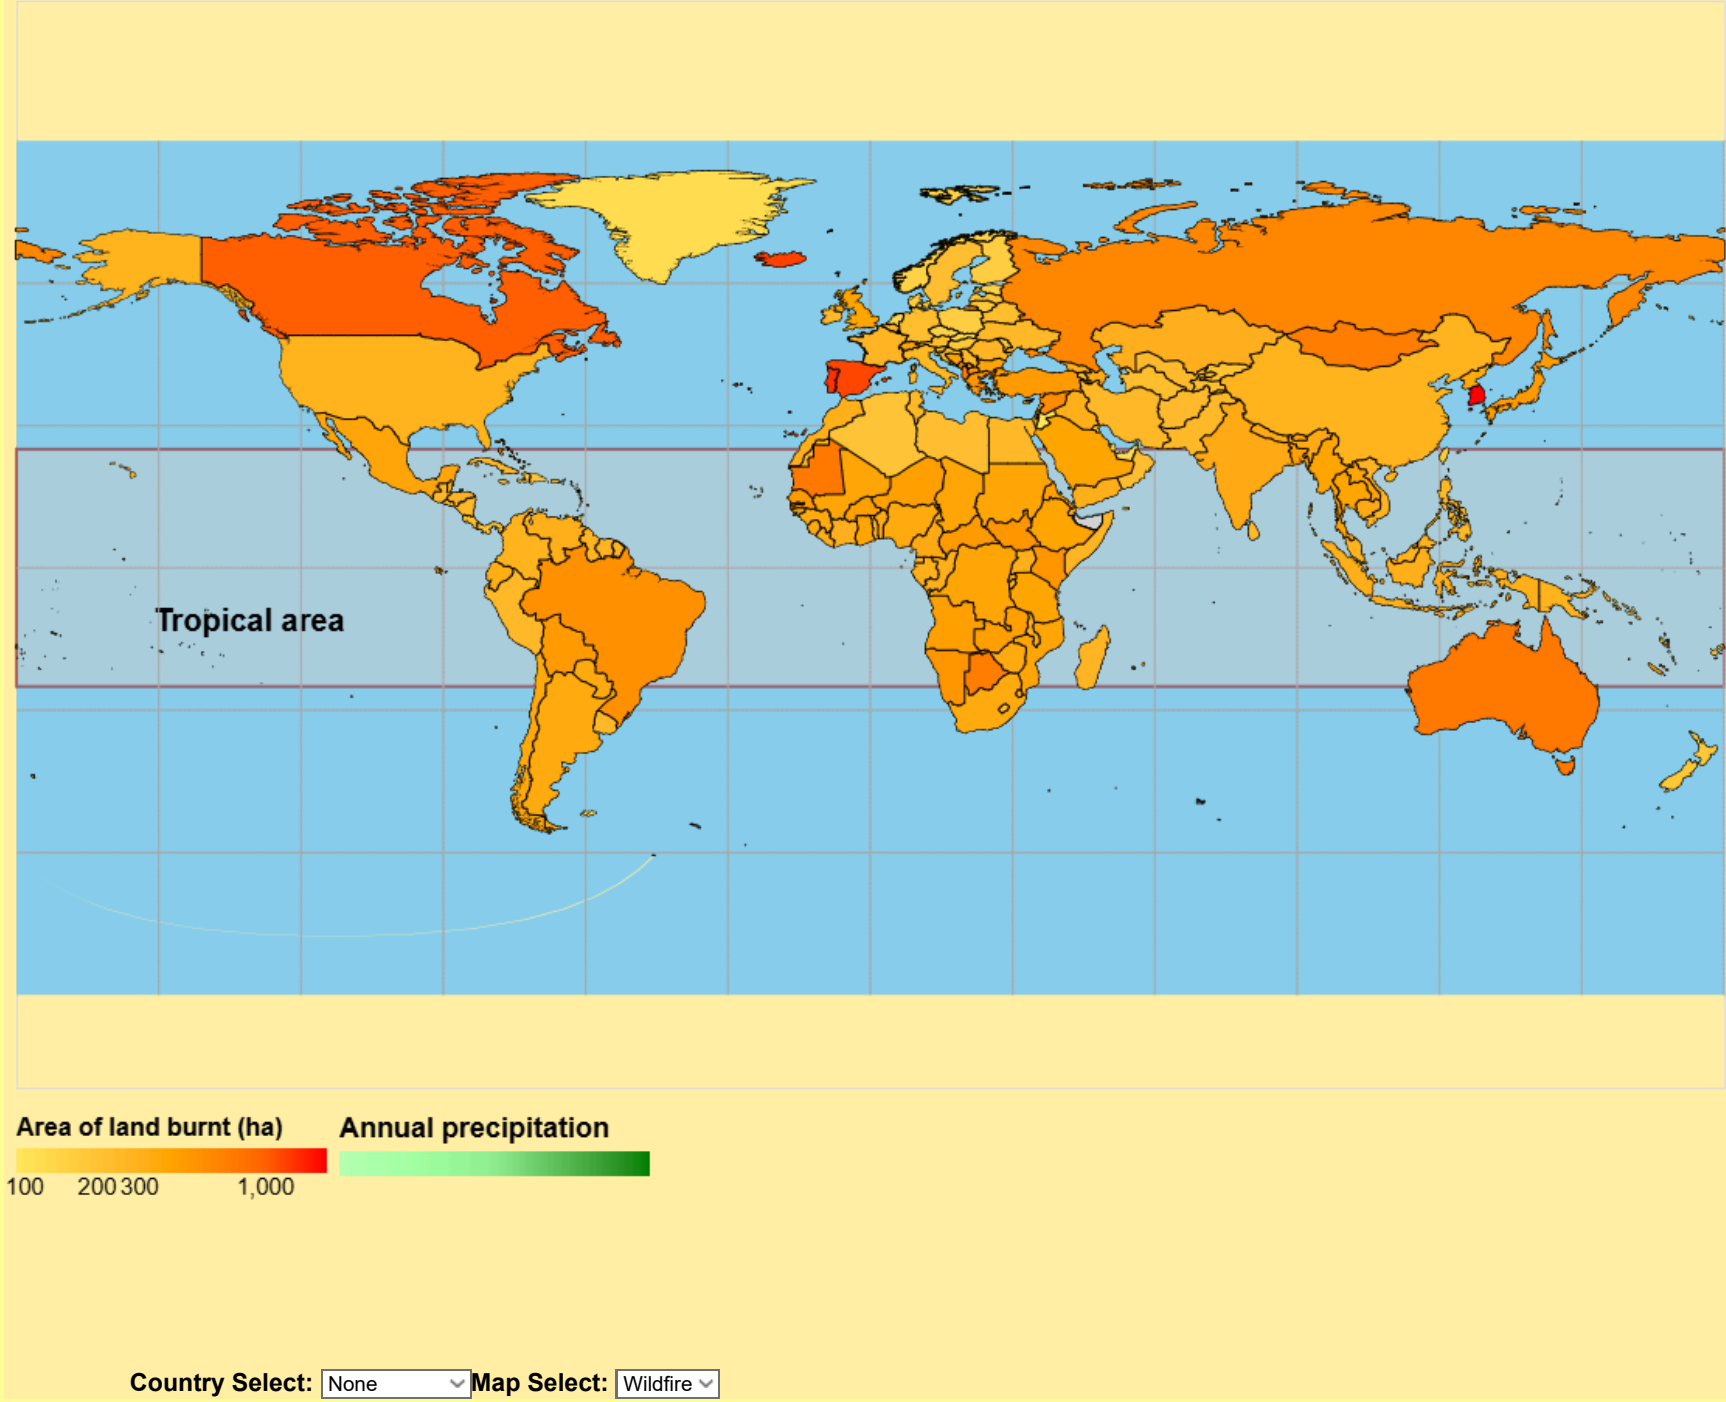 Tropical area
Area of land burnt (ha)
Annual precipitation
100 200 300 1,000
Country Select: None Map Select: Wildfire